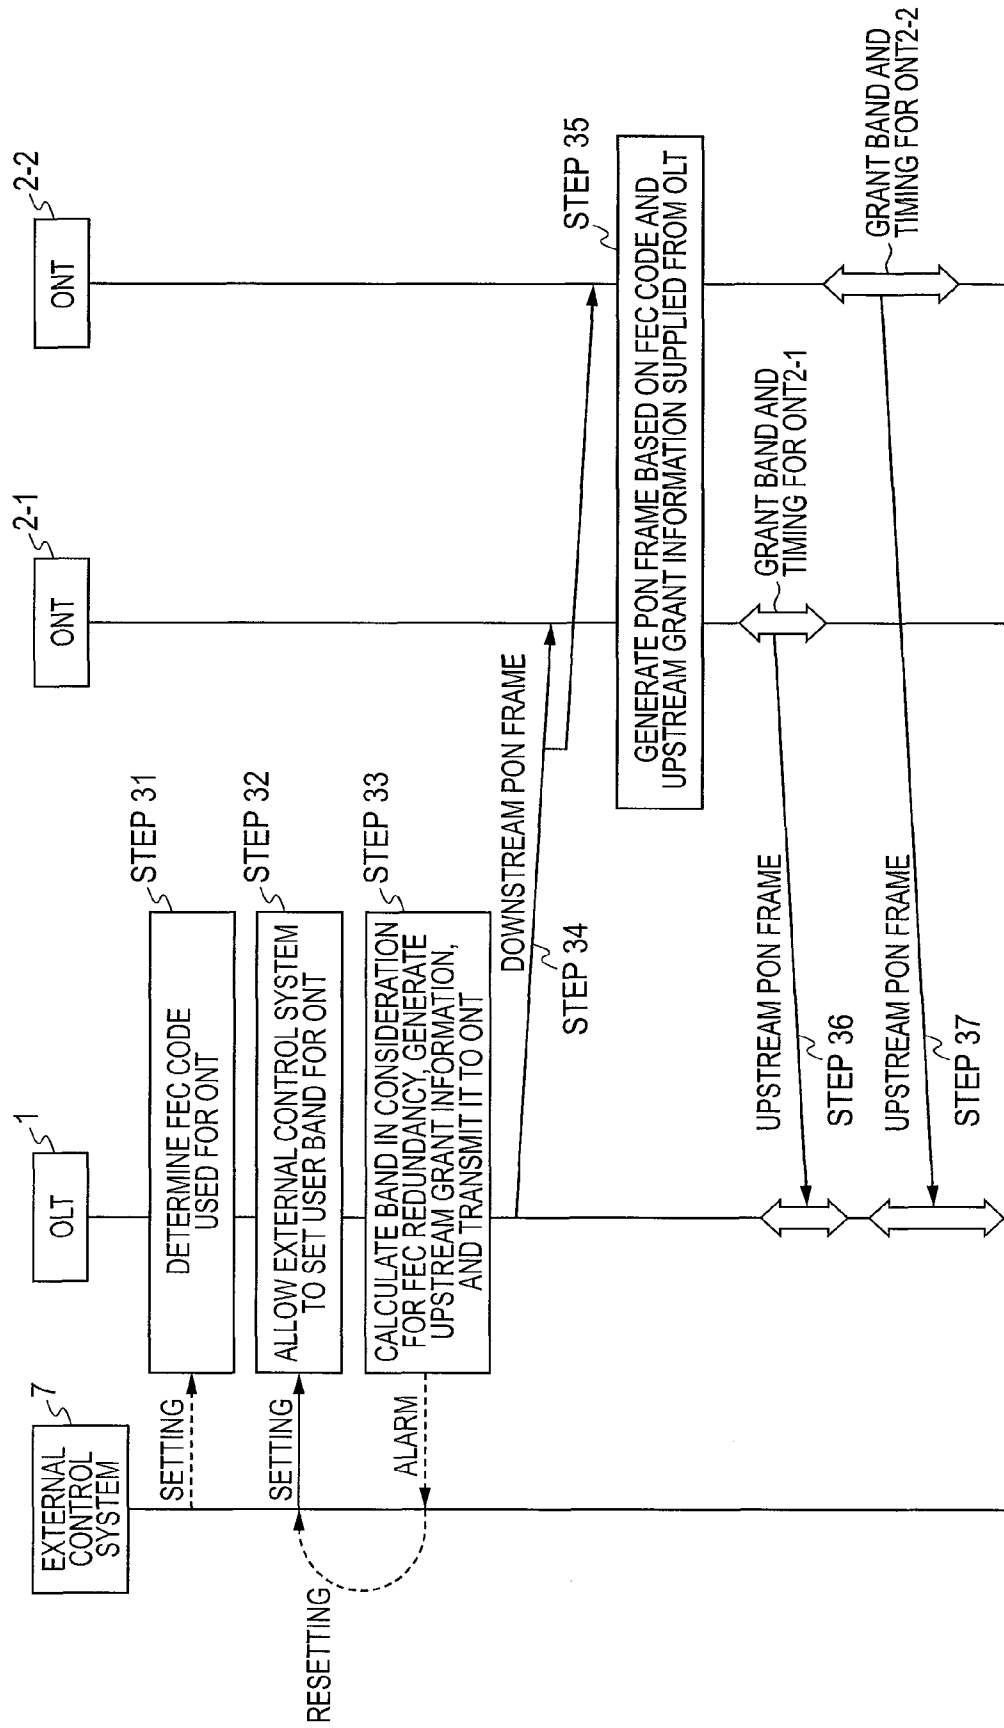 7
EXTERNAL
CONTROL
SYSTEM
1
OLT
2-1
ONT
2-2
ONT
SETTING
STEP 31
DETERMINE FEC CODE
USED FOR ONT
SETTING
STEP 32
ALLOW EXTERNAL CONTROL SYSTEM
TO SET USER BAND FOR ONT
RESETTING
ALARM
STEP 33
CALCULATE BAND IN CONSIDERATION
FOR FEC REDUNDANCY, GENERATE
UPSTREAM GRANT INFORMATION,
AND TRANSMIT IT TO ONT
DOWNSTREAM PON FRAME
STEP 34
STEP 35
GENERATE PON FRAME BASED ON FEC CODE AND
UPSTREAM GRANT INFORMATION SUPPLIED FROM OLT
GRANT BAND AND
TIMING FOR ONT2-1
UPSTREAM PON FRAME
STEP 36
GRANT BAND AND
TIMING FOR ONT2-2
UPSTREAM PON FRAME
STEP 37